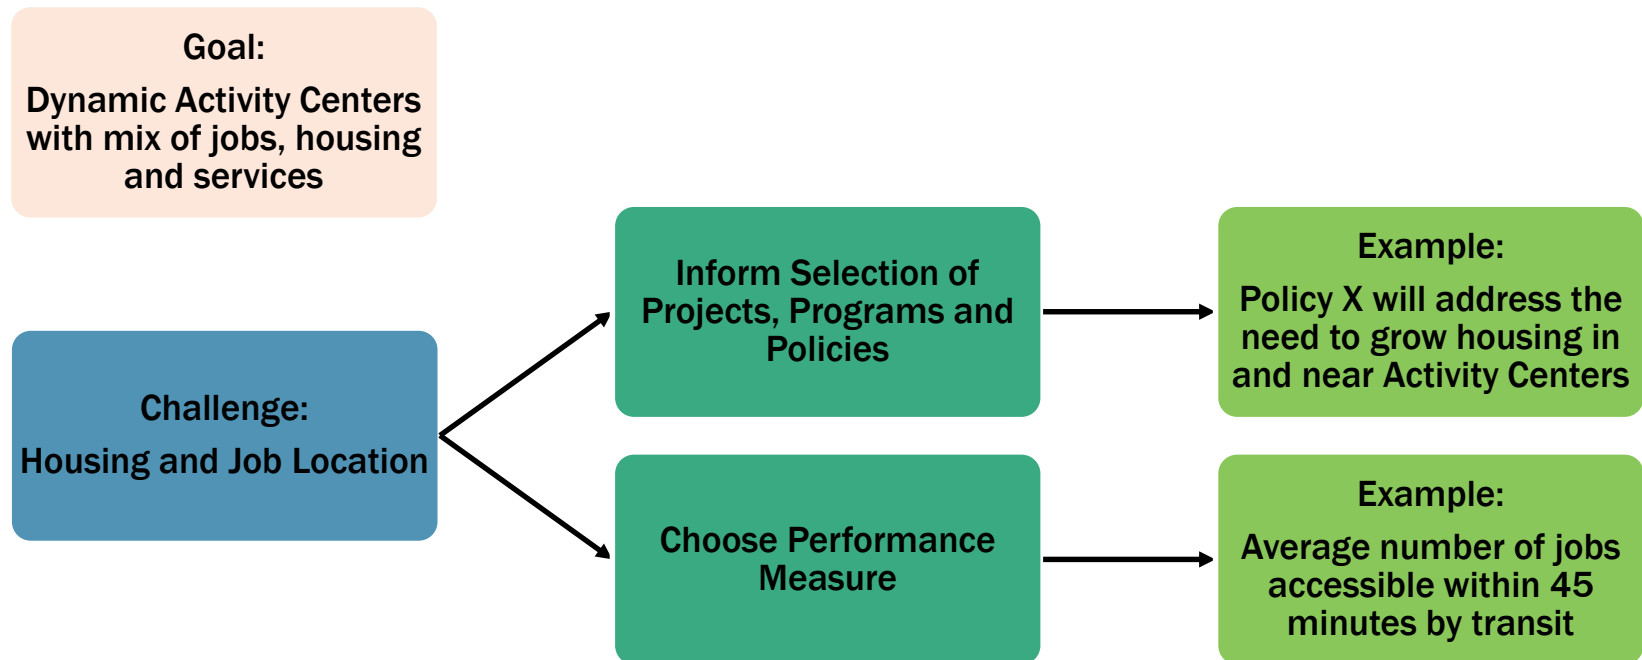 Goal:
Dynamic Activity Centers
with mix of jobs, housing
and services
Challenge:
Housing and Job Location
Inform Selection of
Projects, Programs and
Policies
Example:
Policy X will address the
need to grow housing in
and near Activity Centers
Choose Performance
Measure
Example:
Average number of jobs
accessible within 45
minutes by transit